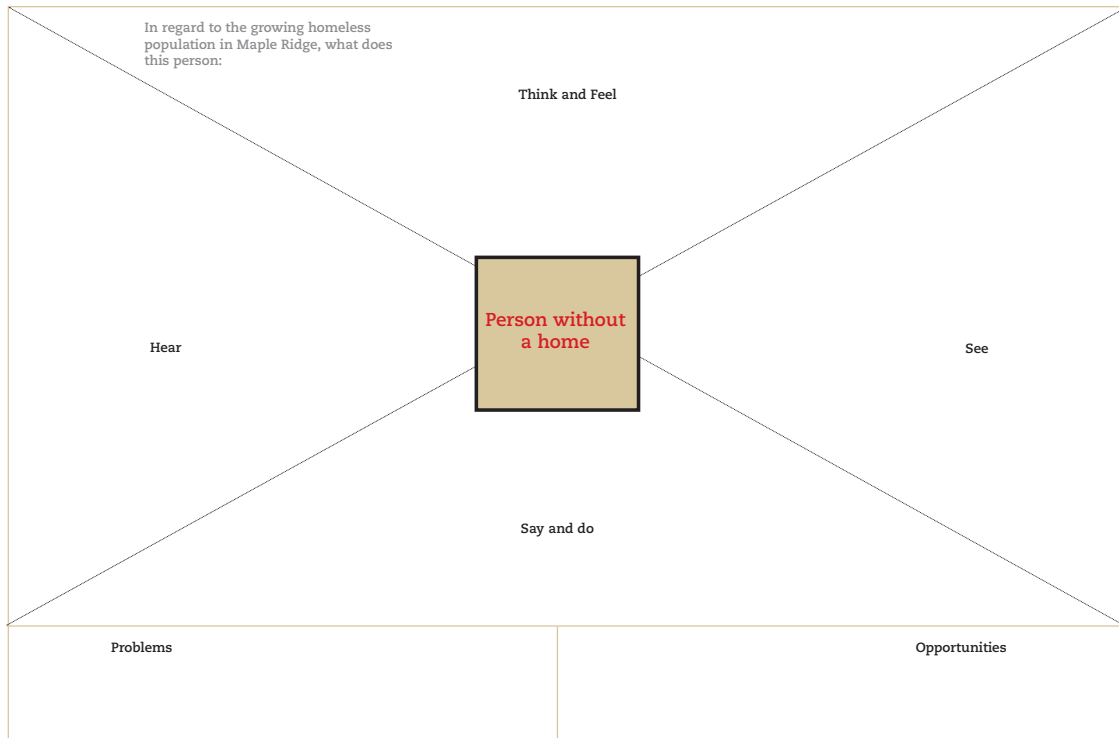 In regard to the growing homeless
population in Maple Ridge, what does
this person:
Think and Feel
Person without
a home
Hear
See
Say and do
Problems
Opportunities